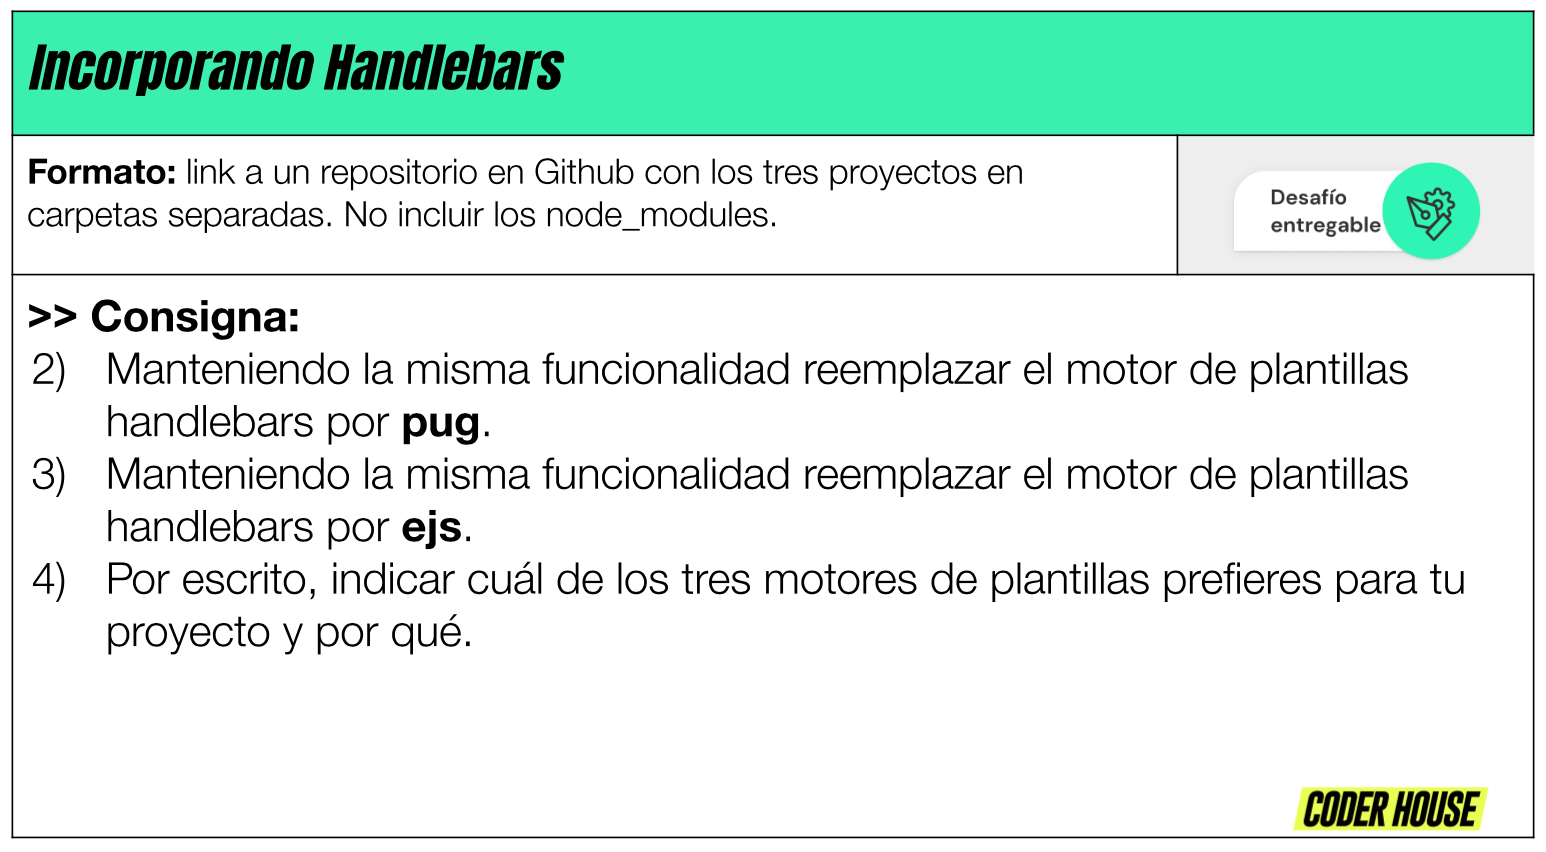 Incorporando Handlebars
Formato: link a un repositorio en Github con los tres proyectos en
carpetas separadas. No incluir los node_modules.
Desafío
entregable
>> Consigna:
2) Manteniendo la misma funcionalidad reemplazar el motor de plantillas
handlebars por pug.
3) Manteniendo la misma funcionalidad reemplazar el motor de plantillas
handlebars por ejs.
4) Por escrito, indicar cuál de los tres motores de plantillas prefieres para tu
proyecto y por qué.
CODER HOUSE